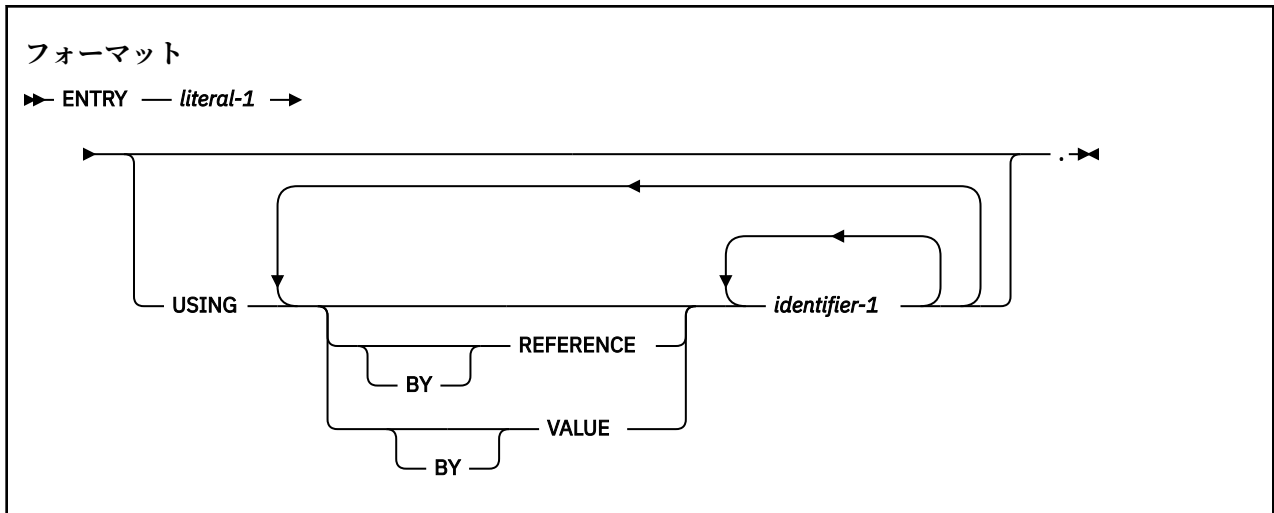 フォーマット
ENTRY literal-1
.
USING identifier-1
REFERENCE
BY
VALUE
BY